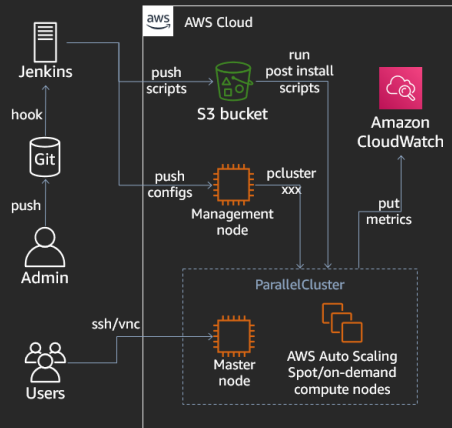 aws
AWS Cloud
Jenkins
hook
Git
push
Admin
Users
push
scripts
S3 bucket
run
post install
scripts
Amazon
CloudWatch
push
configs
Management
node
pcluster
xxx
put
metrics
ParallelCluster
ssh/vnc
Master
node
AWS Auto Scaling
Spot/on-demand
compute nodes